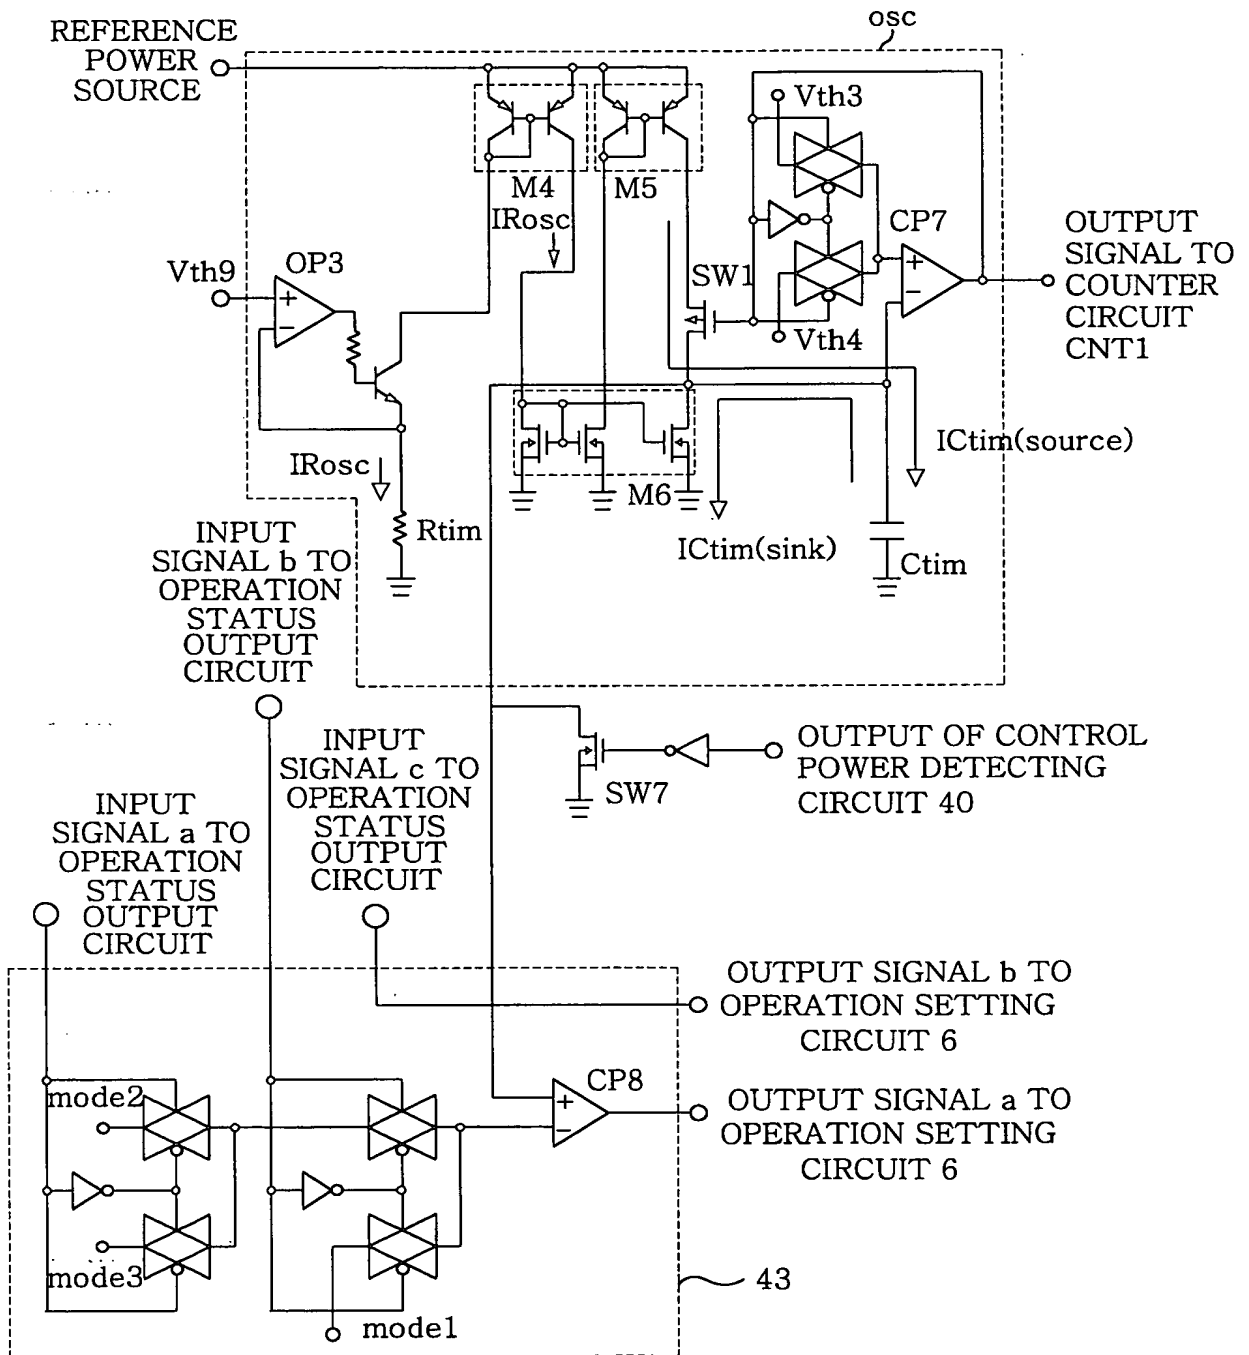 osc
REFERENCE
POWER
SOURCE
Vth3
M4
M5
IRosc
CP7
OUTPUT
SIGNAL TO
COUNTER
CIRCUIT
CNT1
Vth9
OP3
+
−
SW1
+
−
Vth4
ICtim(source)
IRosc
M6
INPUT
SIGNAL b TO
OPERATION
STATUS
OUTPUT
CIRCUIT
Rtim
ICtim(sink)
Ctim
INPUT
SIGNAL c TO
OPERATION
STATUS
OUTPUT
CIRCUIT
OUTPUT OF CONTROL
POWER DETECTING
CIRCUIT 40
SW7
INPUT
SIGNAL a TO
OPERATION
STATUS
OUTPUT
CIRCUIT
OUTPUT SIGNAL b TO
OPERATION SETTING
CIRCUIT 6
CP8
+
−
mode2
OUTPUT SIGNAL a TO
OPERATION SETTING
CIRCUIT 6
mode3
43
mode1